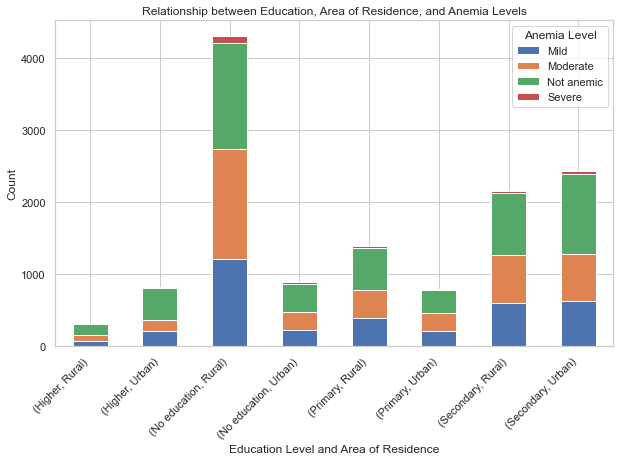 Relationship between Education, Area of Residence, and Anemia Levels
Anemia Level
Mild
Moderate
Not anemic
Severe
Count
4000
3000
2000
1000
0
(Higher, Rural)
(Higher, Urban)
(No education, Rural)
(No education, Urban)
(Primary, Rural)
(Primary, Urban)
(Secondary, Rural)
(Secondary, Urban)
Education Level and Area of Residence